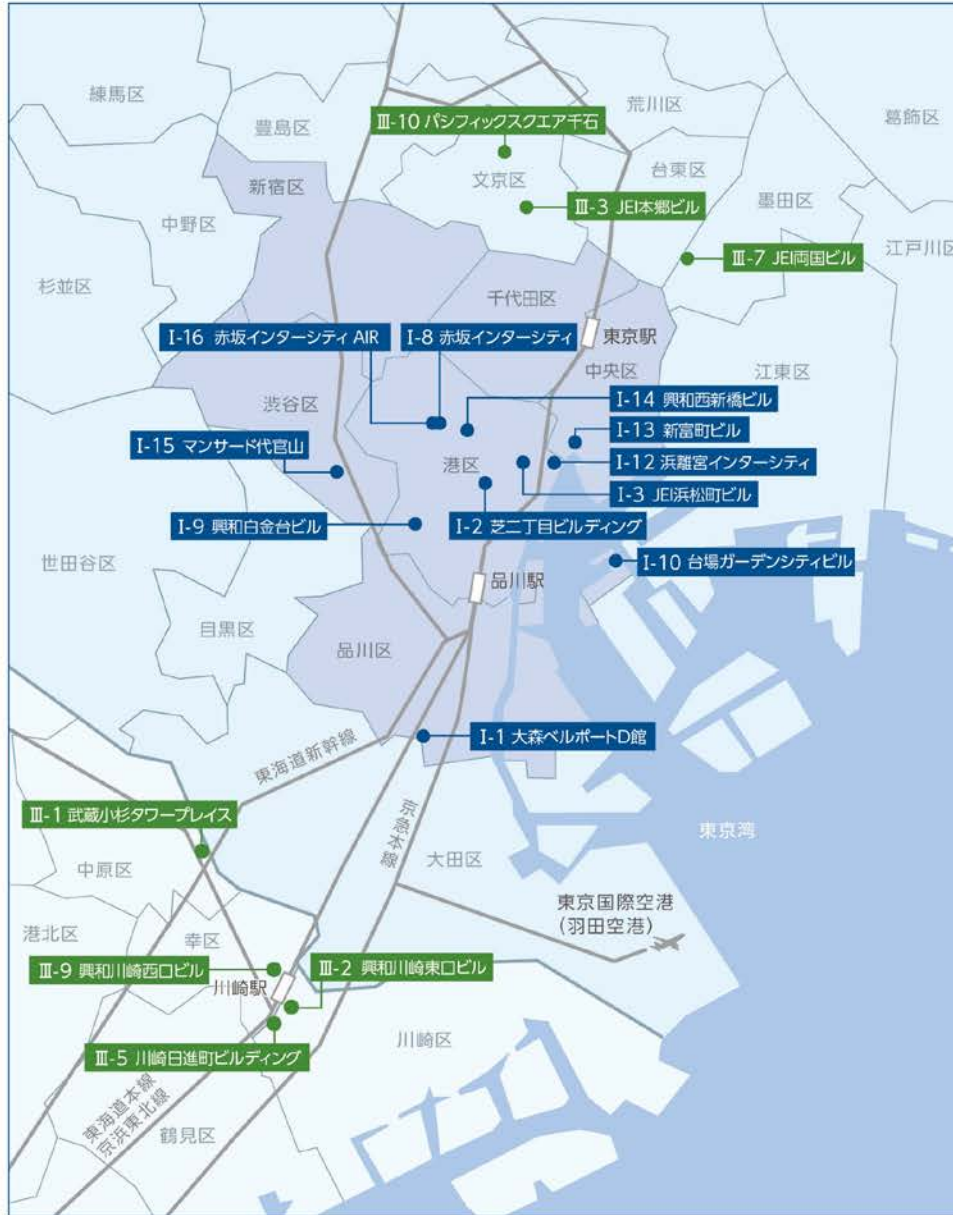 練馬区
豊島区
荒川区
葛飾区
Ⅲ-10 パシフィックスクエア千石
文京区
台東区
新宿区
中野区
Ⅲ-3 JEI本郷ビル
墨田区
江戸川区
杉並区
Ⅲ-7 JEI両国ビル
千代田区
I-16 赤坂インターシティ AIR
I-8 赤坂インターシティ
東京駅
中央区
江東区
渋谷区
I-14 興和西新橋ビル
I-13 新富町ビル
I-15 マンサード代官山
港区
I-12 浜離宮インターシティ
I-3 JEI浜松町ビル
I-9 興和白金台ビル
I-2 芝二丁目ビルディング
世田谷区
I-10 台場ガーデンシティビル
品川駅
目黒区
品川区
I-1 大森ベルポートD館
東海道新幹線
Ⅲ-1 武蔵小杉タワープレイス
京急本線
東京湾
中原区
大田区
東京国際空港
(羽田空港)
港北区
幸区
Ⅲ-9 興和川崎西口ビル
Ⅲ-2 興和川崎東口ビル
川崎駅
川崎区
Ⅲ-5 川崎日進町ビルディング
東海道本線
京浜東北線
鶴見区